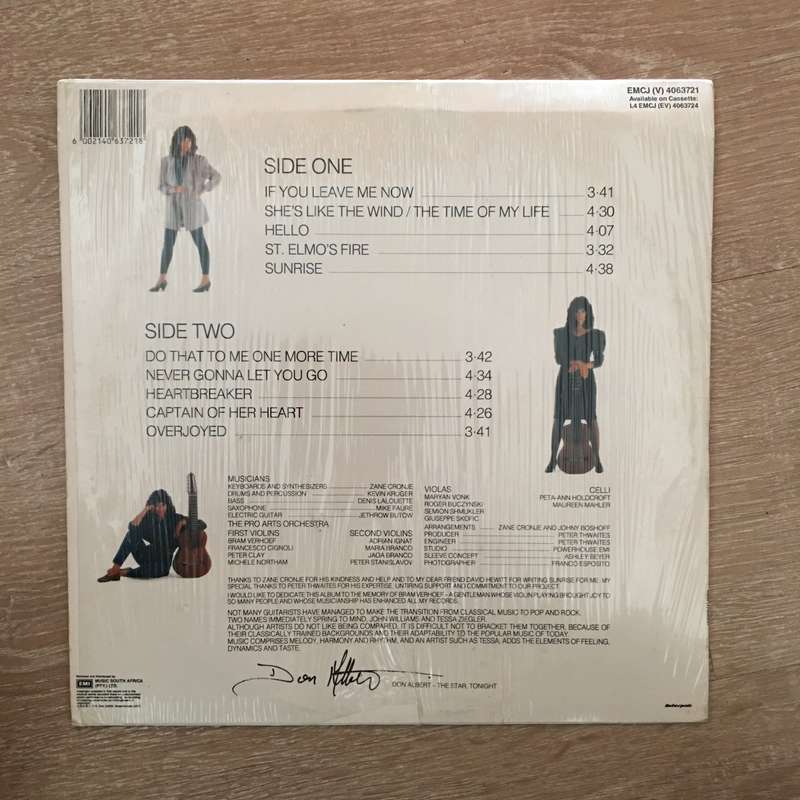 6 002140 637218
EMCJ (V) 4063721
Available on Cassette:
L4 EMCJ (EV) 4063724
SIDE ONE
IF YOU LEAVE ME NOW 3·41
SHE'S LIKE THE WIND / THE TIME OF MY LIFE 4·30
HELLO 4·07
ST. ELMO'S FIRE 3·32
SUNRISE 4·38
SIDE TWO
DO THAT TO ME ONE MORE TIME 3·42
NEVER GONNA LET YOU GO 4·34
HEARTBREAKER 4·28
CAPTAIN OF HER HEART 4·26
OVERJOYED 3·41
MUSICIANS
KEYBOARDS AND SYNTHESIZERS ZANE CRONJE
DRUMS AND PERCUSSION KEVIN KRUGER
BASS DENIS LALOUETTE
SAXOPHONE MIKE FAURE
ELECTRIC GUITAR JETHROW BUTOW
THE PRO ARTS ORCHESTRA
FIRST VIOLINS
BRAM VERHOEF
FRANCESCO CIGNOLI
PETER CLAY
MICHELE NORTHAM
SECOND VIOLINS
ADRIAN IGNAT
MARIA BRANCO
JAGA BRANCO
PETER STANISLAVOV
VIOLAS
MARYAN VONK
ROGER BUCZYNSKI
SEMION SHMUKLER
GIUSEPPE SKOFIC
CELLI
PETA-ANN HOLDCROFT
MAUREEN MAHLER
ARRANGEMENTS ZANE CRONJE AND JOHNY BOSHOFF
PRODUCER PETER THWAITES
ENGINEER PETER THWAITES
STUDIO POWERHOUSE EMI
SLEEVE CONCEPT ASHLEY BEYER
PHOTOGRAPHER FRANCO ESPOSITO
THANKS TO ZANE CRONJE FOR HIS KINDNESS AND HELP AND TO MY DEAR FRIEND DAVID HEWITT FOR WRITING SUNRISE FOR ME. MY
SPECIAL THANKS TO PETER THWAITES FOR HIS EXPERTISE, UNTIRING SUPPORT AND COMMITMENT TO OUR PROJECT.
I WOULD LIKE TO DEDICATE THIS ALBUM TO THE MEMORY OF BRAM VERHOEF - A GENTLEMAN WHOSE VIOLIN PLAYING BROUGHT JOY TO
SO MANY PEOPLE AND WHOSE MUSICIANSHIP HAS ENHANCED ALL MY RECORDS.
NOT MANY GUITARISTS HAVE MANAGED TO MAKE THE TRANSITION FROM CLASSICAL MUSIC TO POP AND ROCK.
TWO NAMES IMMEDIATELY SPRING TO MIND, JOHN WILLIAMS AND TESSA ZIEGLER.
ALTHOUGH ARTISTS DO NOT LIKE BEING COMPARED, IT IS DIFFICULT NOT TO BRACKET THEM TOGETHER, BECAUSE OF
THEIR CLASSICALLY TRAINED BACKGROUNDS AND THEIR ADAPTABILITY TO THE POPULAR MUSIC OF TODAY.
MUSIC COMPRISES MELODY, HARMONY AND RHYTHM, AND AN ARTIST SUCH AS TESSA, ADDS THE ELEMENTS OF FEELING,
DYNAMICS AND TASTE.
Don Albert
DON ALBERT - THE STAR, TONIGHT
EMI
MUSIC SOUTH AFRICA
(PTY) LTD.
Interpak